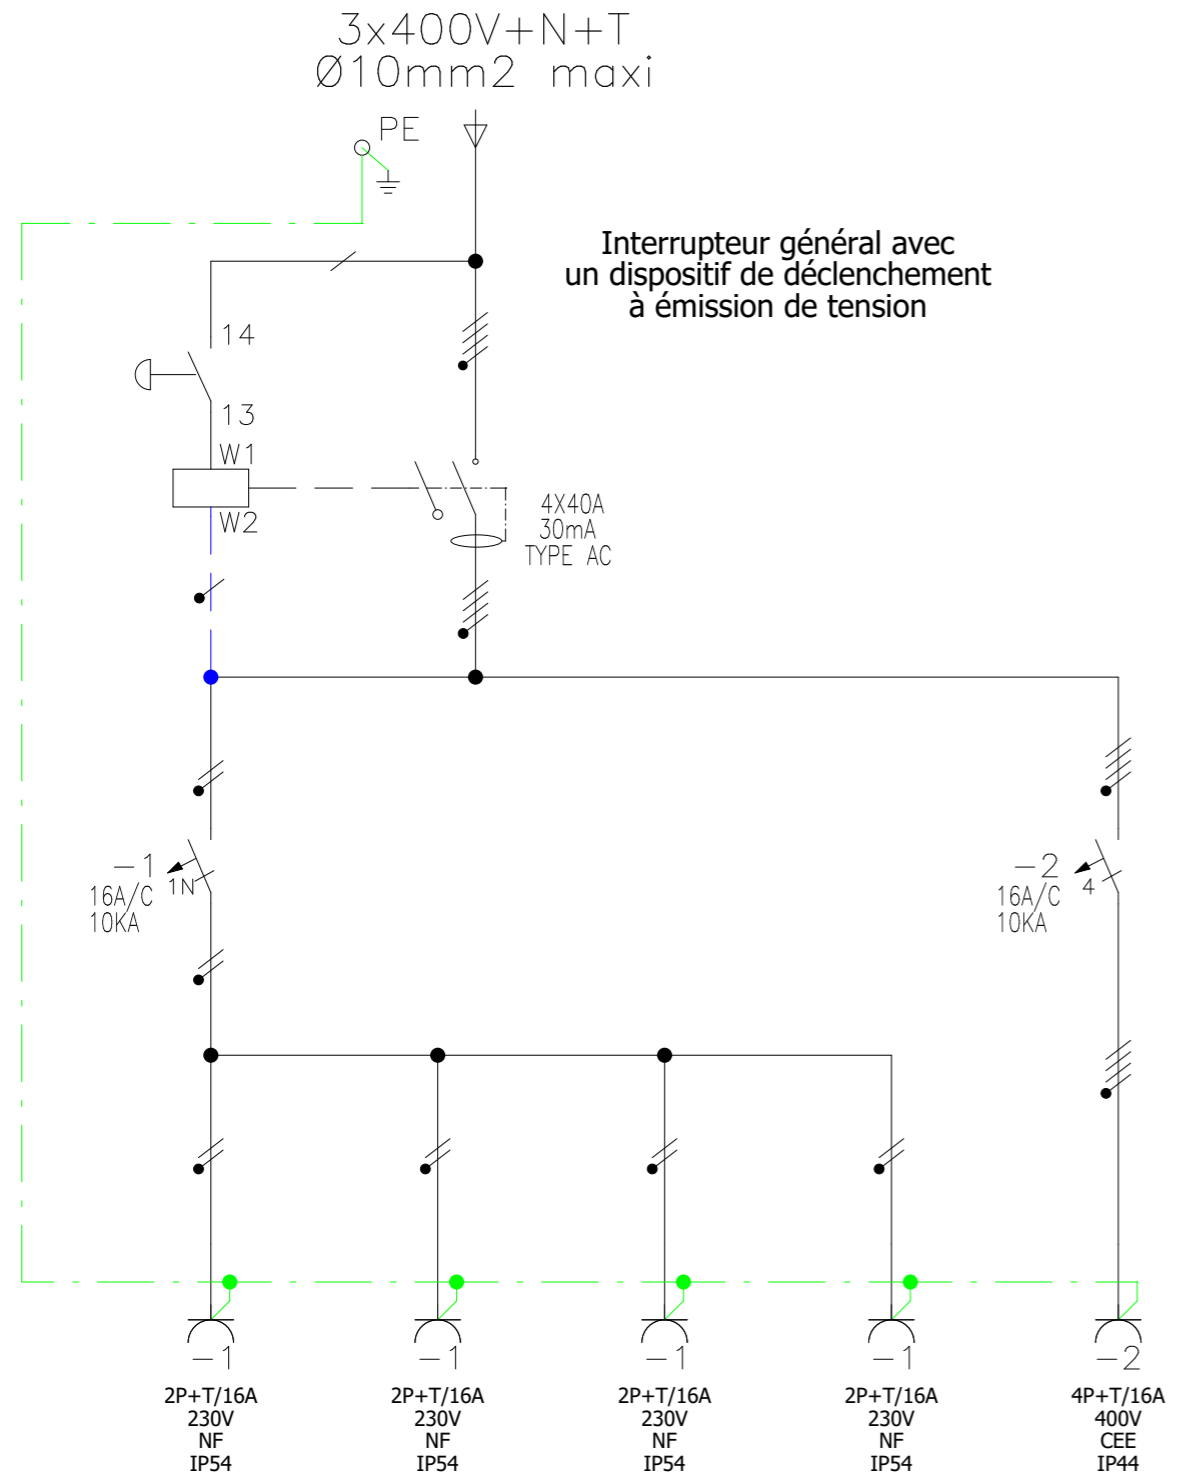 3x400V+N+T
Ø10mm2 maxi
PE
Interrupteur général avec
un dispositif de déclenchement
à émission de tension
14
13
W1
W2
4X40A
30mA
TYPE AC
-1
16A/C
10KA
1N
-2
16A/C
10KA
4
-1
2P+T/16A
230V
NF
IP54
-1
2P+T/16A
230V
NF
IP54
-1
2P+T/16A
230V
NF
IP54
-1
2P+T/16A
230V
NF
IP54
-2
4P+T/16A
400V
CEE
IP44